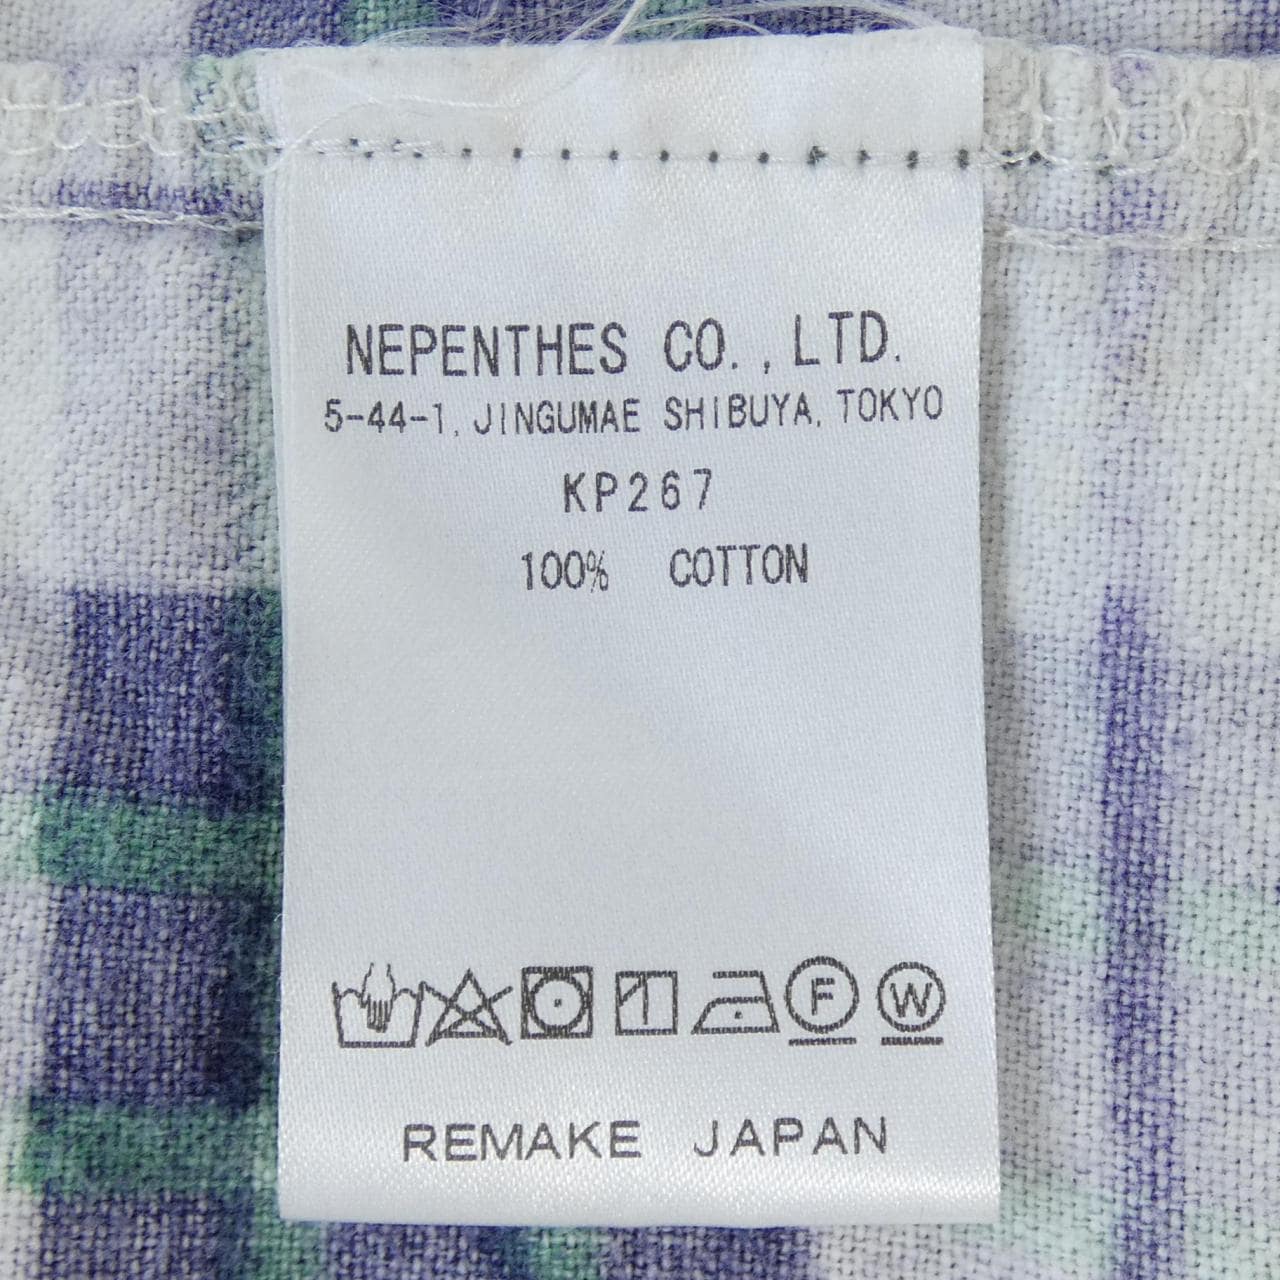 NEPENTHES CO., LTD.
5-44-1, JINGUMAE SHIBUYA, TOKYO
KP267
100% COTTON
F W
REMAKE JAPAN